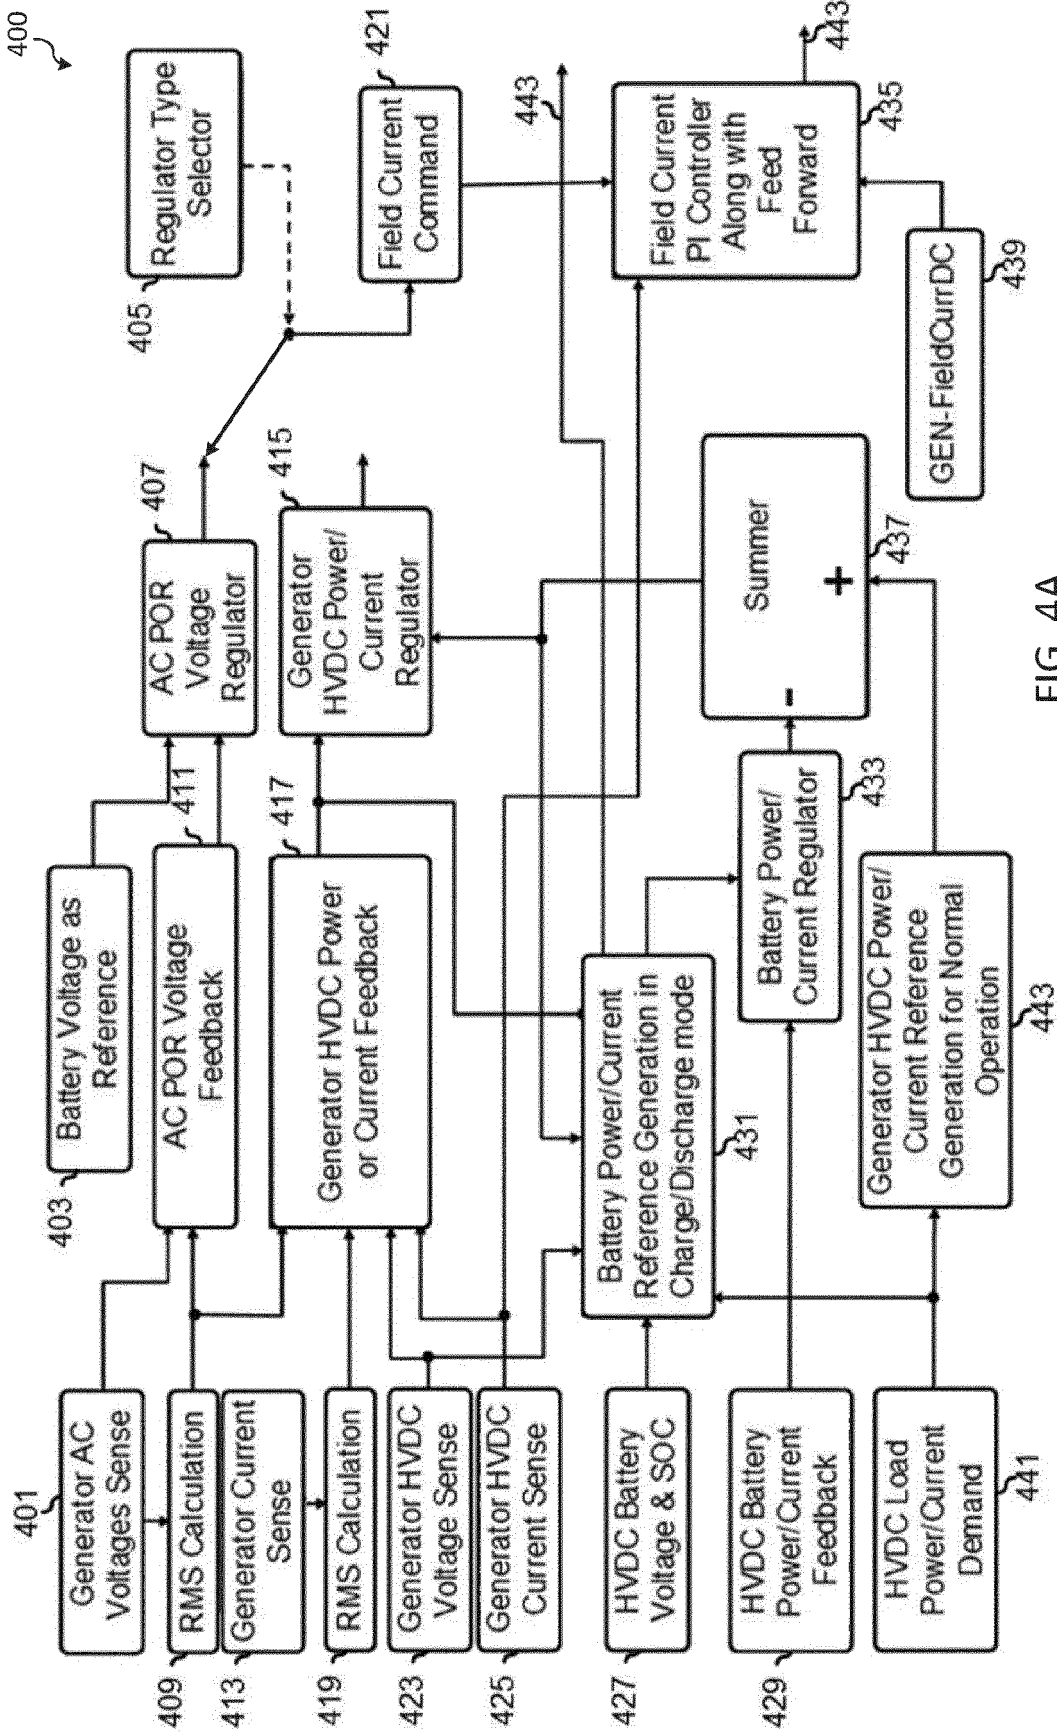 400
401
Generator AC
Voltages Sense
409
RMS Calculation
413
Generator Current
Sense
419
RMS Calculation
423
Generator HVDC
Voltage Sense
425
Generator HVDC
Current Sense
427
HVDC Battery
Voltage & SOC
429
HVDC Battery
Power/Current
Feedback
441
HVDC Load
Power/Current
Demand
403
Battery Voltage as
Reference
411
AC POR Voltage
Feedback
417
Generator HVDC Power
or Current Feedback
431
Battery Power/Current
Reference Generation in
Charge/Discharge mode
433
Battery Power/
Current Regulator
443
Generator HVDC Power/
Current Reference
Generation for Normal
Operation
407
AC POR
Voltage
Regulator
415
Generator
HVDC Power/
Current
Regulator
437
Summer
-
+
405
Regulator Type
Selector
421
Field Current
Command
443
435
Field Current
PI Controller
Along with
Feed
Forward
443
439
GEN-FieldCurrDC
FIG. 4A